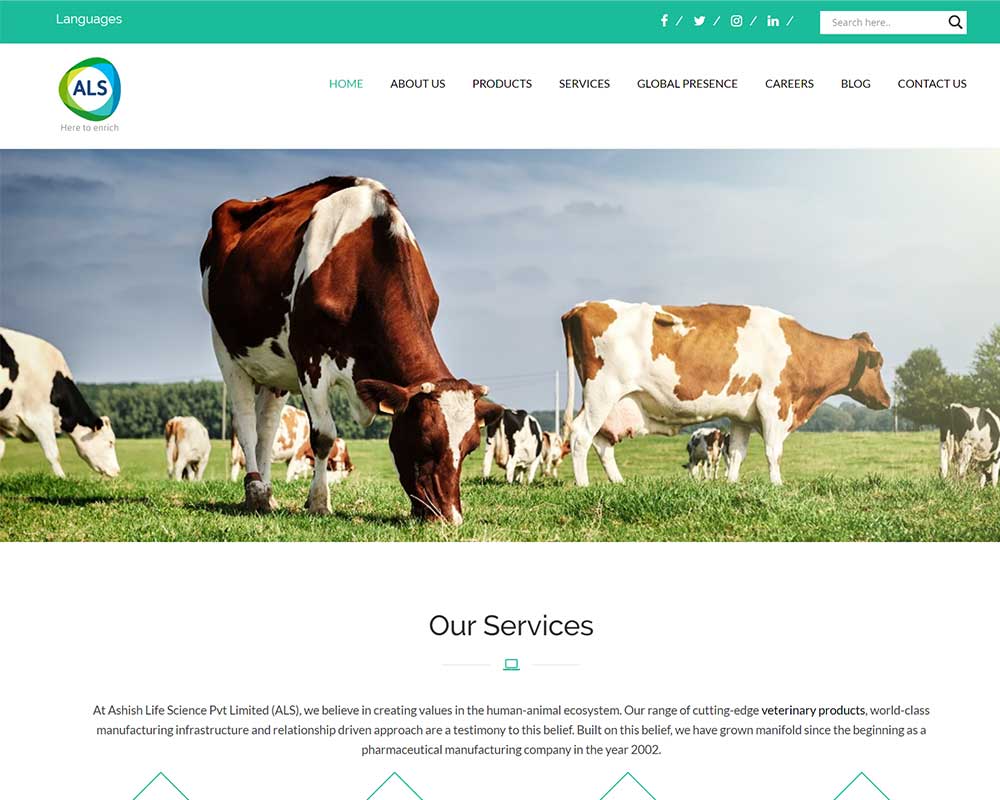 Languages
Search here..
ALS
Here to enrich
HOME ABOUT US PRODUCTS SERVICES GLOBAL PRESENCE CAREERS BLOG CONTACT US
Our Services
At Ashish Life Science Pvt Limited (ALS), we believe in creating values in the human-animal ecosystem. Our range of cutting-edge veterinary products, world-class
manufacturing infrastructure and relationship driven approach are a testimony to this belief. Built on this belief, we have grown manifold since the beginning as a
pharmaceutical manufacturing company in the year 2002.